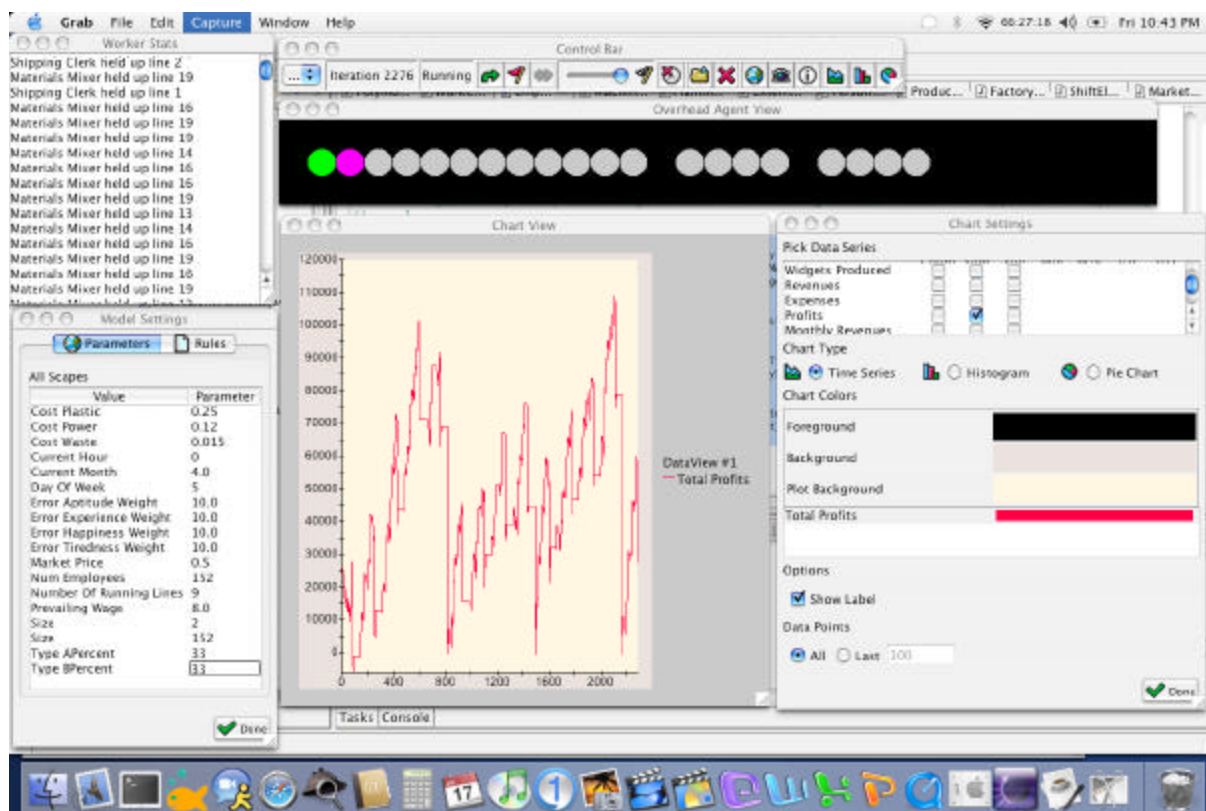 Grab File Edit Capture Window Help
08:27:18 Fri 10:43 PM
Worker Stats
Shipping Clerk held up line 2
Materials Mixer held up line 19
Shipping Clerk held up line 1
Materials Mixer held up line 16
Materials Mixer held up line 19
Materials Mixer held up line 19
Materials Mixer held up line 14
Materials Mixer held up line 16
Materials Mixer held up line 16
Materials Mixer held up line 19
Materials Mixer held up line 13
Materials Mixer held up line 14
Materials Mixer held up line 16
Materials Mixer held up line 19
Materials Mixer held up line 16
Materials Mixer held up line 19
Control Bar
... Iteration 2276 Running
Produc... Factory... ShiftEl... Market...
Overhead Agent View
Chart View
120000
110000
100000
90000
80000
70000
60000
50000
40000
30000
20000
10000
0
0 400 800 1200 1600 2000
DataView #1
Total Profits
Tasks Console
Model Settings
Parameters Rules
All Scapes
Value Parameter
Cost Plastic 0.25
Cost Power 0.12
Cost Waste 0.015
Current Hour 0
Current Month 4.0
Day Of Week 5
Error Aptitude Weight 10.0
Error Experience Weight 10.0
Error Happiness Weight 10.0
Error Tiredness Weight 10.0
Market Price 0.5
Num Employees 152
Number Of Running Lines 9
Prevailing Wage 8.0
Size 2
Size 152
Type APercent 33
Type BPercent 33
Done
Chart Settings
Pick Data Series
Widgets Produced
Revenues
Expenses
Profits
Monthly Revenues
Chart Type
Time Series Histogram Pie Chart
Chart Colors
Foreground
Background
Plot Background
Total Profits
Options
Show Label
Data Points
All Last 100
Done
17